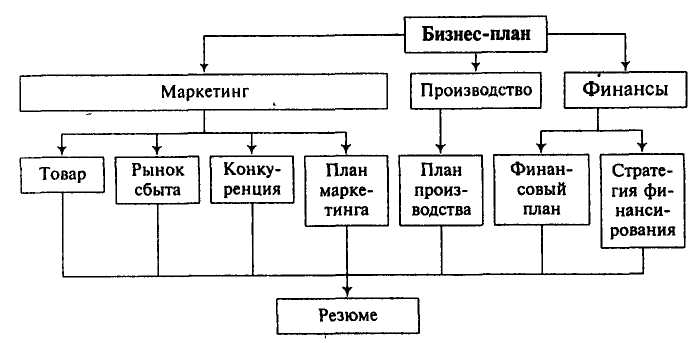 Бизнес-план
Маркетинг
Производство
Финансы
Товар
Рынок
сбыта
Конку-
ренция
План
марке-
тинга
План
произ-
водства
Финан-
совый
план
Страте-
гия фи-
нанси-
рования
Резюме